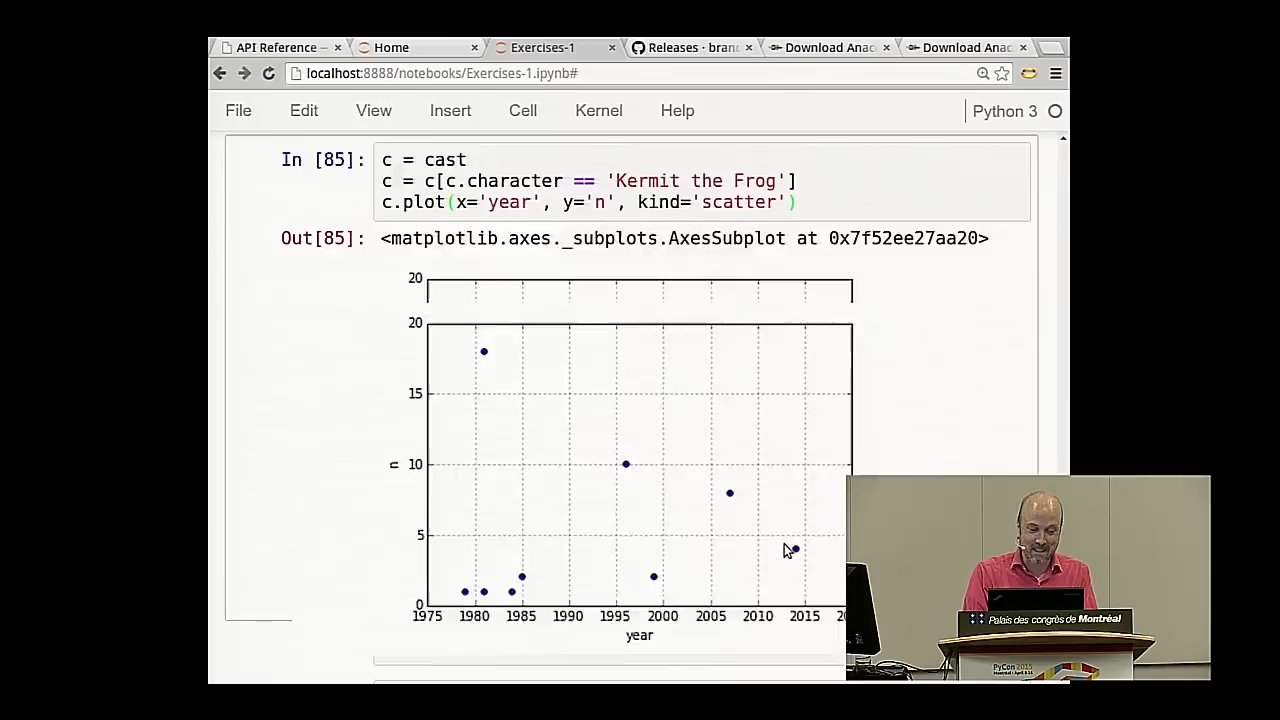 API Reference –
Home
Exercises-1
Releases · bran
Download Anac
Download Anac
localhost:8888/notebooks/Exercises-1.ipynb#
File Edit View Insert Cell Kernel Help
Python 3
In [85]:
c = cast
c = c[c.character == 'Kermit the Frog']
c.plot(x='year', y='n', kind='scatter')
Out[85]: <matplotlib.axes._subplots.AxesSubplot at 0x7f52ee27aa20>
20
20
15
n
10
5
0
1975 1980 1985 1990 1995 2000 2005 2010 2015 20
year
Palais des congrès de Montréal
PyCon 2015